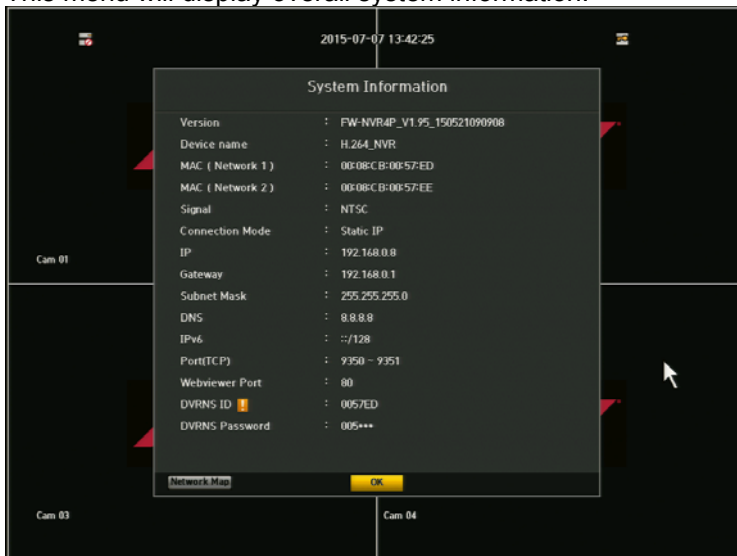 This menu will display overall system information.
2015-07-07 13:42:25
System Information
Version : FW-NVR4P_V1.95_150521090908
Device name : H.264_NVR
MAC ( Network 1 ) : 00:08:CB:00:57:ED
MAC ( Network 2 ) : 00:08:CB:00:57:EE
Signal : NTSC
Connection Mode : Static IP
IP : 192.168.0.8
Gateway : 192.168.0.1
Subnet Mask : 255.255.255.0
DNS : 8.8.8.8
IPv6 : ::/128
Port(TCP) : 9350 ~ 9351
Webviewer Port : 80
DVRNS ID ! : 0057ED
DVRNS Password : 005***
Network Map OK
Cam 01
Cam 03 Cam 04